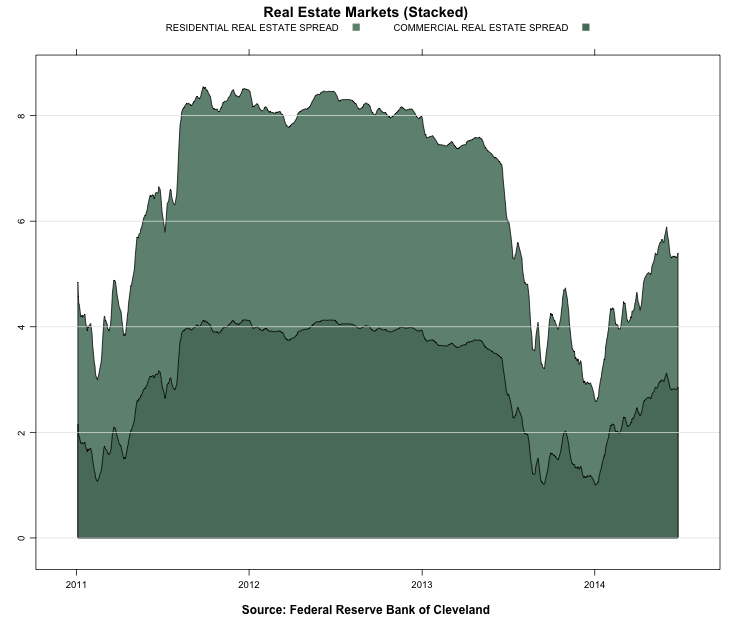 Real Estate Markets (Stacked)
RESIDENTIAL REAL ESTATE SPREAD COMMERCIAL REAL ESTATE SPREAD
8
6
4
2
0
2011 2012 2013 2014
Source: Federal Reserve Bank of Cleveland